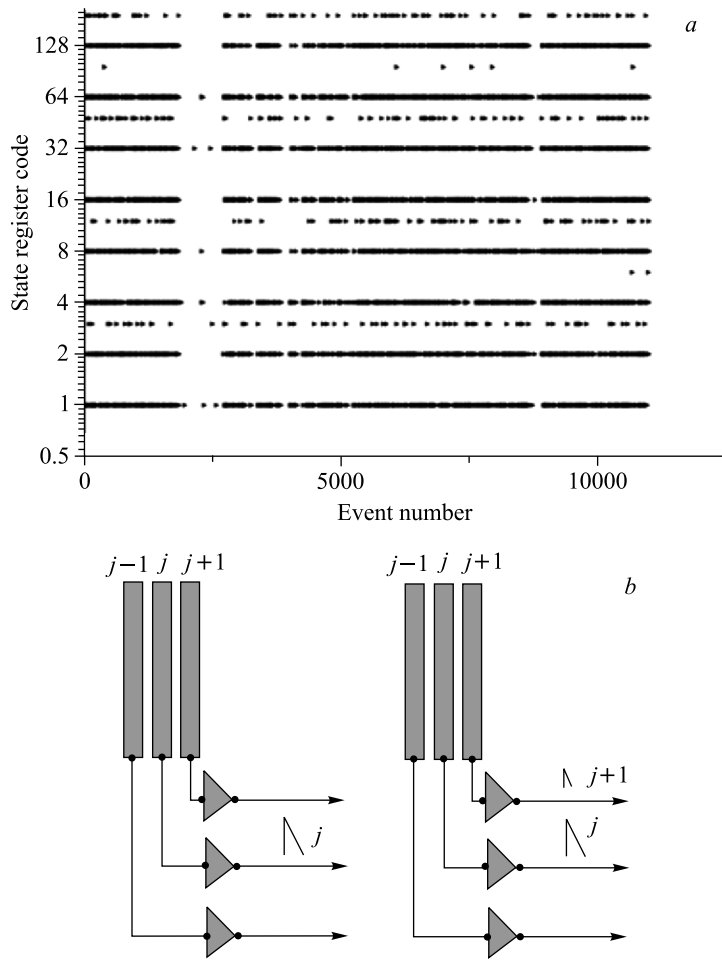 a
128
64
32
16
8
4
2
1
0.5
State register code
0 5000 10000
Event number
b
j−1 j j+1 j−1 j j+1
j+1
j j